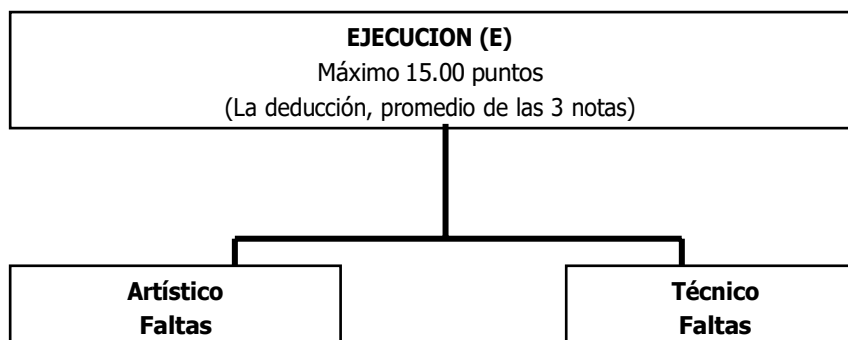 EJECUCION (E)
Máximo 15.00 puntos
(La deducción, promedio de las 3 notas)
Artístico
Faltas
Técnico
Faltas